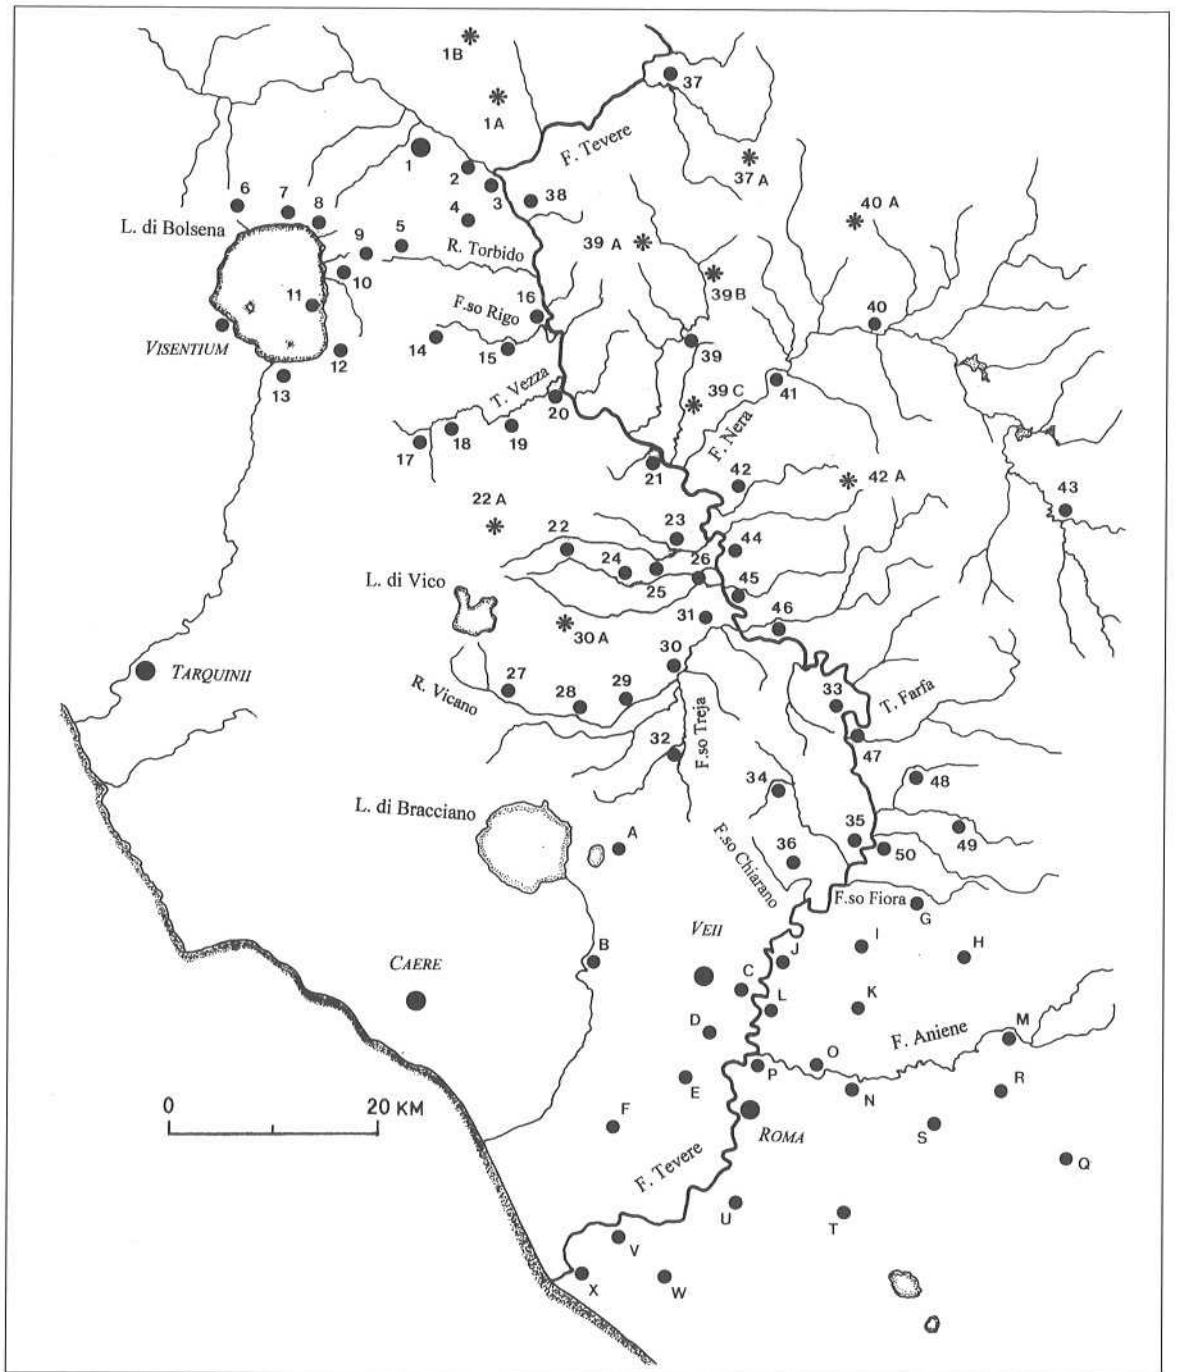 1B
37
1A
F. Tevere
1
2
37 A
3
38
6
7
8
4
40 A
L. di Bolsena
5
39 A
9
R. Torbido
10
39 B
11
16
F.so Rigo
40
VISENTIUM
14
15
39
12
13
T. Vezza
39 C
41
20
F. Nera
17
18
19
21
42
42 A
43
22 A
22
23
44
24
26
L. di Vico
25
45
31
46
30 A
30
TARQUINII
27
R. Vicano
28
29
33
T. Farfa
F.so Treja
32
47
34
48
L. di Bracciano
A
35
49
F.so Chiarano
36
50
F.so Fiora
G
VEII
I
B
J
H
CAERE
C
L
K
D
M
F. Aniene
O
0
20 KM
P
E
N
R
F
ROMA
S
Q
F. Tevere
U
T
V
X
W